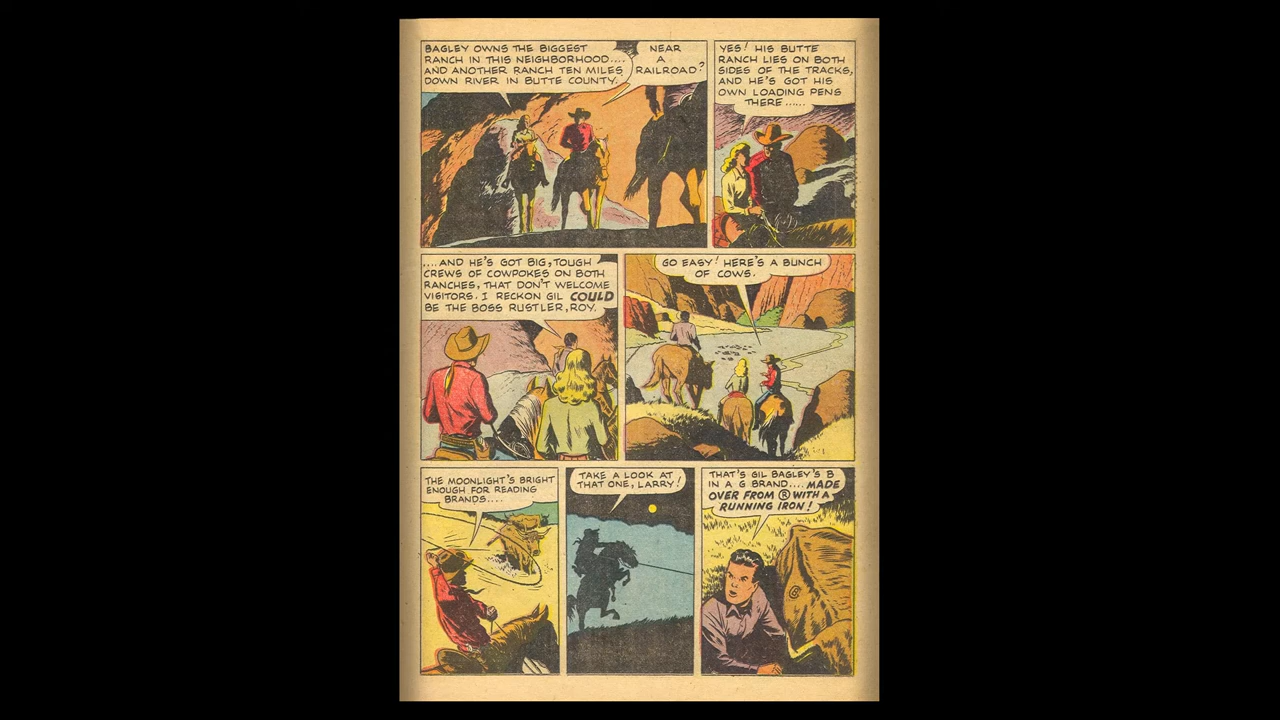 BAGLEY OWNS THE BIGGEST
RANCH IN THIS NEIGHBORHOOD....
AND ANOTHER RANCH TEN MILES
DOWN RIVER IN BUTTE COUNTY.
NEAR
A
RAILROAD?
YES! HIS BUTTE
RANCH LIES ON BOTH
SIDES OF THE TRACKS,
AND HE'S GOT HIS
OWN LOADING PENS
THERE......
....AND HE'S GOT BIG, TOUGH
CREWS OF COWPOKES ON BOTH
RANCHES, THAT DON'T WELCOME
VISITORS. I RECKON GIL COULD
BE THE BOSS RUSTLER, ROY.
GO EASY! HERE'S A BUNCH
OF COWS.
THE MOONLIGHT'S BRIGHT
ENOUGH FOR READING
BRANDS....
TAKE A LOOK AT
THAT ONE, LARRY!
THAT'S GIL BAGLEY'S B
IN A G BRAND.... MADE
OVER FROM Ⓡ WITH A
RUNNING IRON!